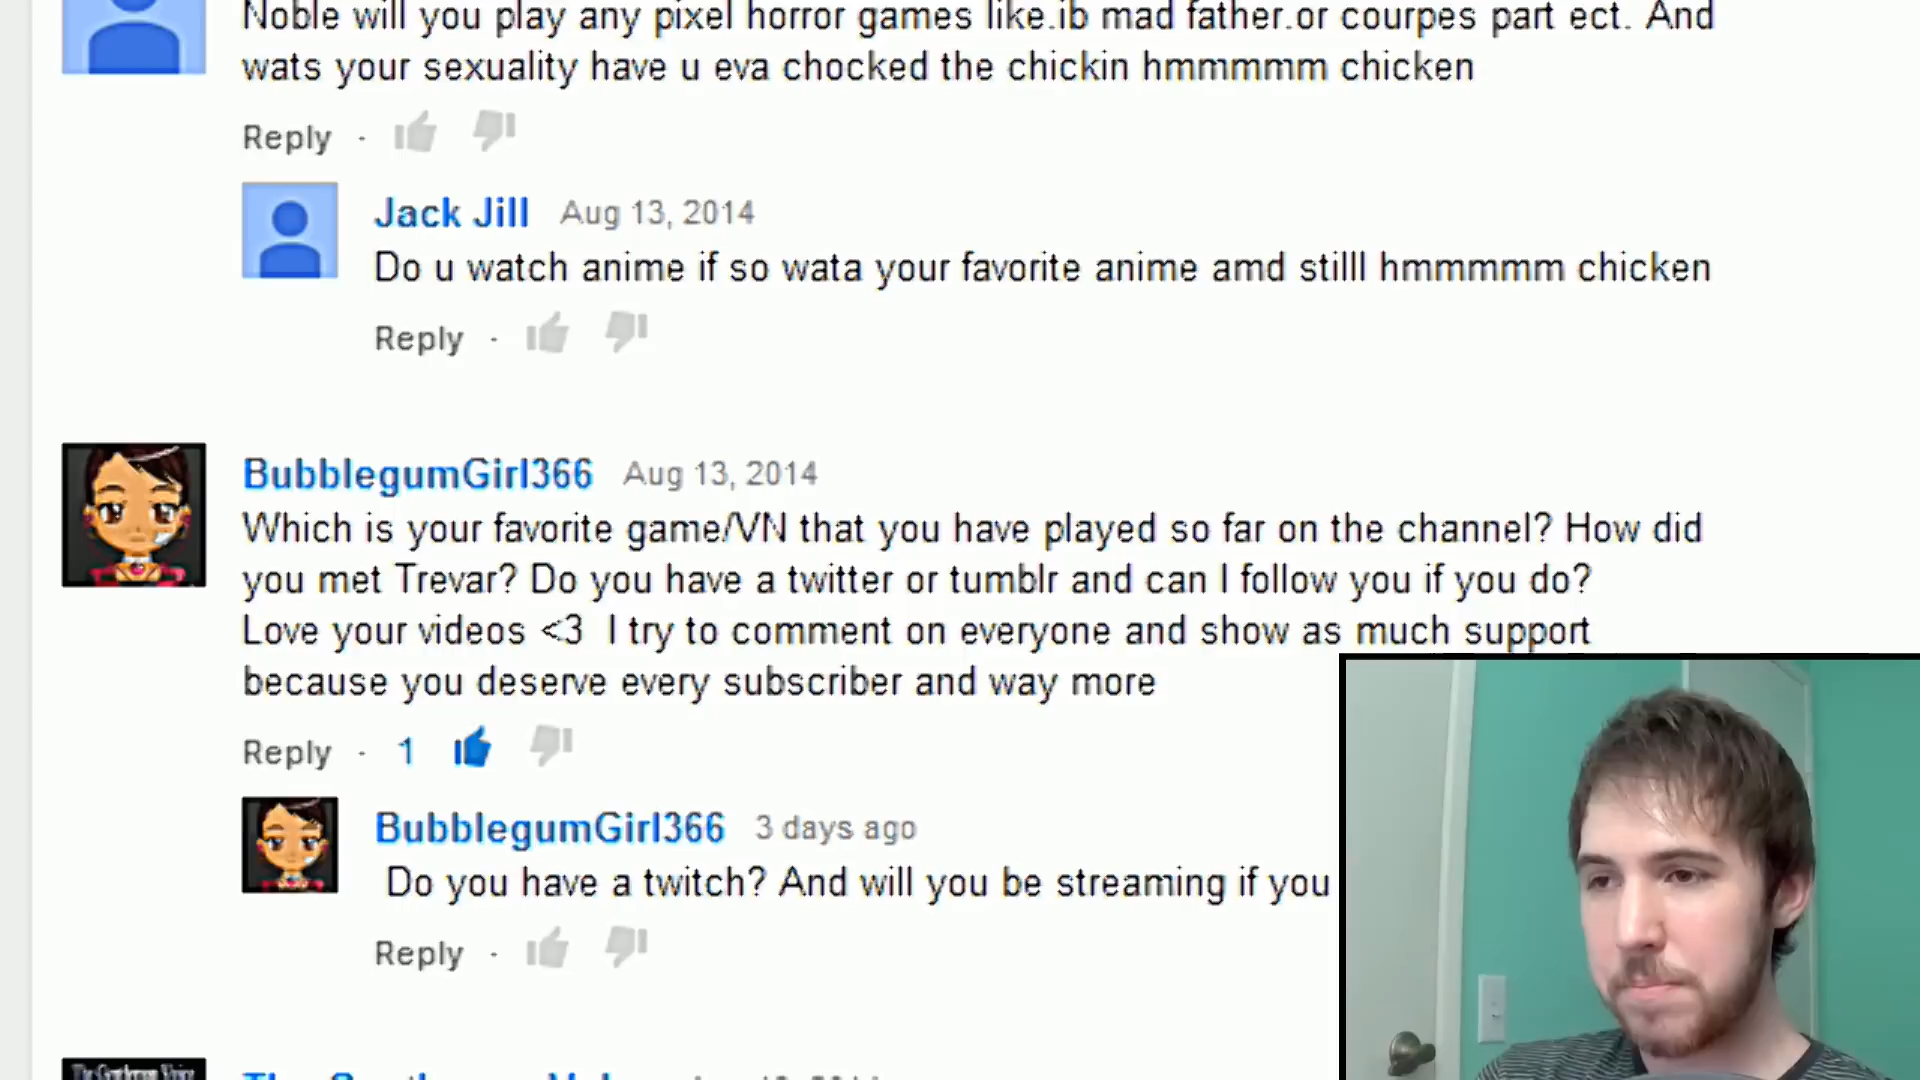 Noble will you play any pixel horror games like.ib mad father.or courpes part ect. And
wats your sexuality have u eva chocked the chickin hmmmmm chicken
Reply ·
Jack Jill Aug 13, 2014
Do u watch anime if so wata your favorite anime amd stilll hmmmmm chicken
Reply ·
BubblegumGirl366 Aug 13, 2014
Which is your favorite game/VN that you have played so far on the channel? How did
you met Trevar? Do you have a twitter or tumblr and can I follow you if you do?
Love your videos <3 I try to comment on everyone and show as much support
because you deserve every subscriber and way more
Reply · 1
BubblegumGirl366 3 days ago
Do you have a twitch? And will you be streaming if you
Reply ·